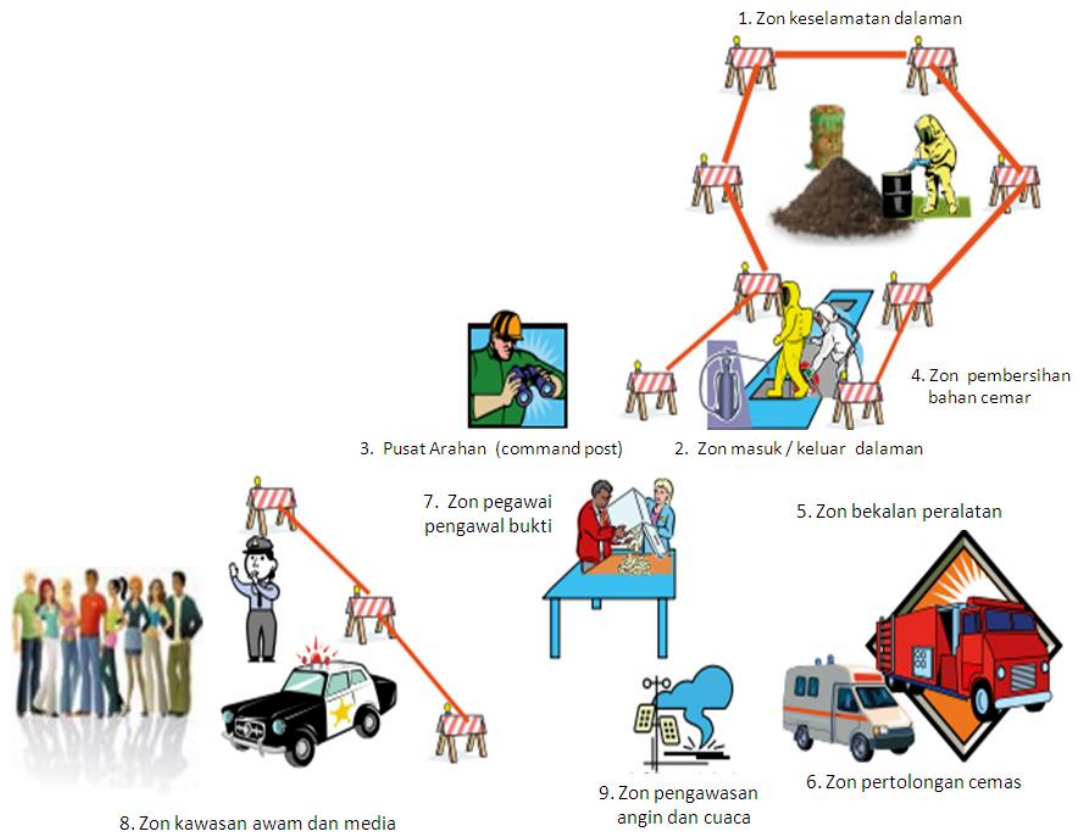 1. Zon keselamatan dalaman
4. Zon pembersihan
bahan cemar
3. Pusat Arahan (command post)
2. Zon masuk / keluar dalaman
7. Zon pegawai
pengawal bukti
5. Zon bekalan peralatan
9. Zon pengawasan
angin dan cuaca
6. Zon pertolongan cemas
8. Zon kawasan awam dan media